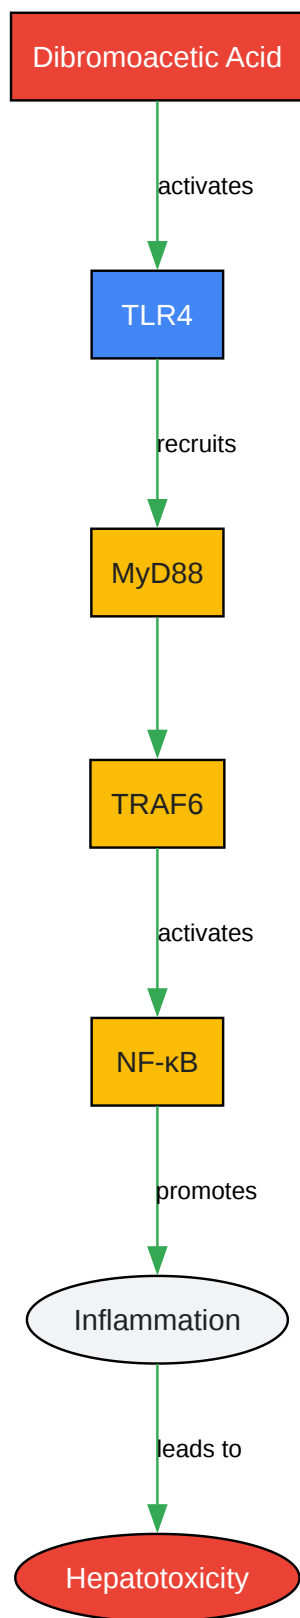 Dibromoacetic Acid
activates
TLR4
recruits
MyD88
TRAF6
activates
NF-κB
promotes
Inflammation
leads to
Hepatotoxicity